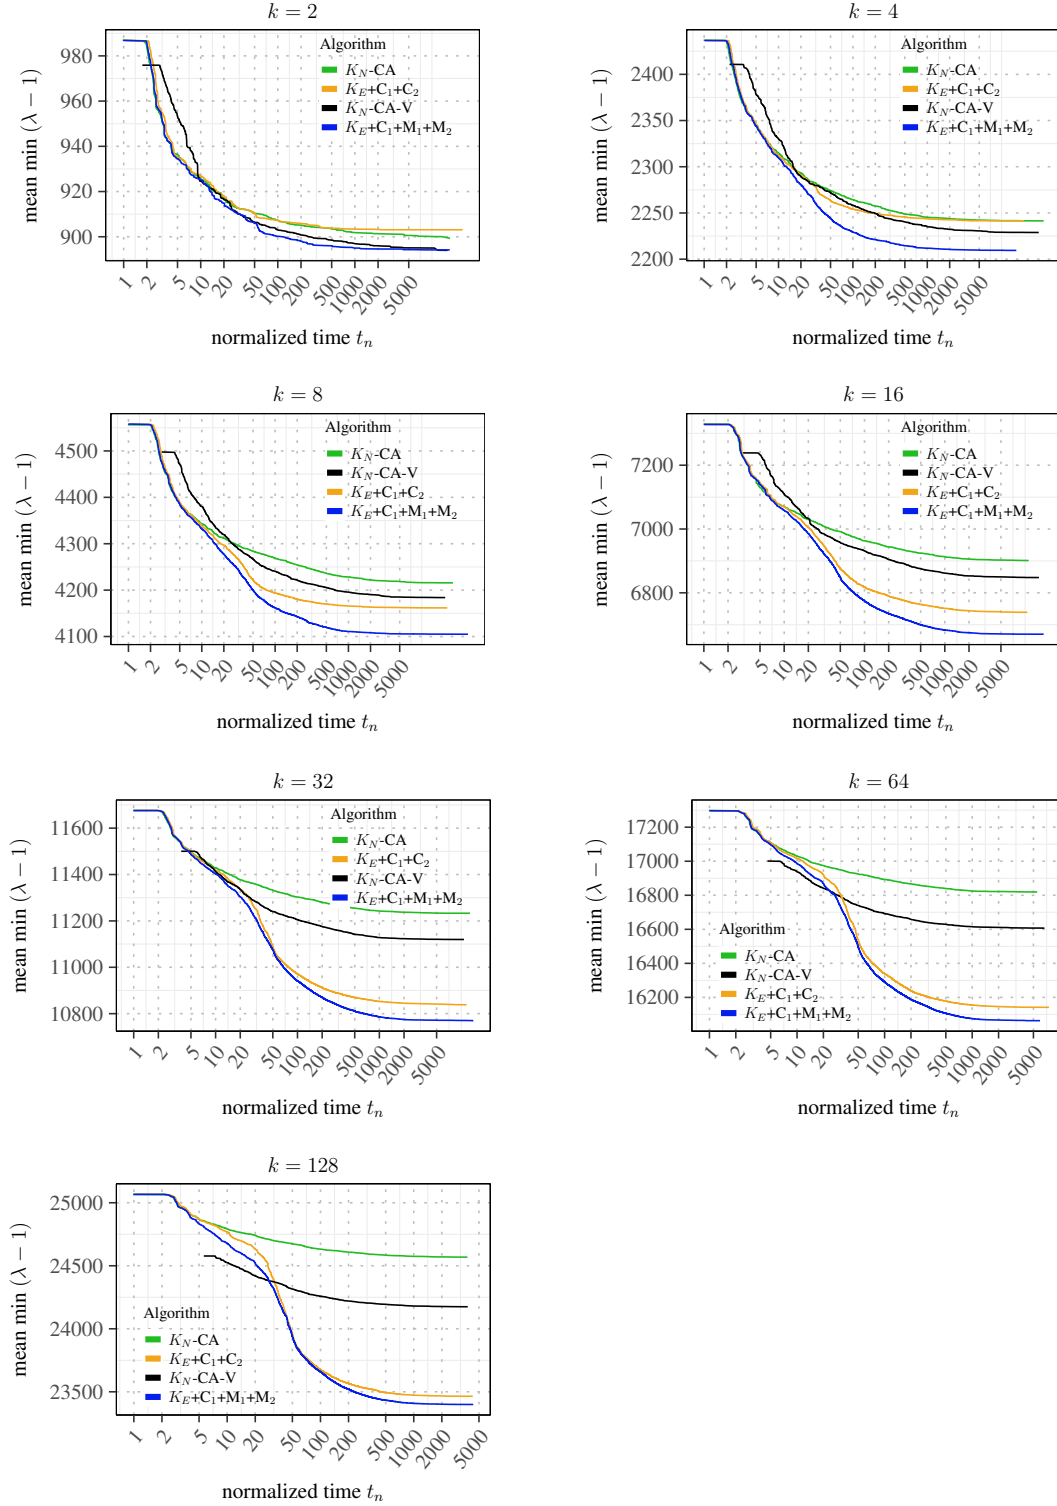 k = 2
mean min (λ − 1)
980
960
940
920
900
Algorithm
K_N-CA
K_E+C_1+C_2
K_N-CA-V
K_E+C_1+M_1+M_2
1 2 5 10 20 50 100 200 500 1000 2000 5000
normalized time t_n
k = 4
mean min (λ − 1)
2400
2350
2300
2250
2200
Algorithm
K_N-CA
K_E+C_1+C_2
K_N-CA-V
K_E+C_1+M_1+M_2
1 2 5 10 20 50 1000 200 500 1000 2000 5000
normalized time t_n
k = 8
mean min (λ − 1)
4500
4400
4300
4200
4100
Algorithm
K_N-CA
K_N-CA-V
K_E+C_1+C_2
K_E+C_1+M_1+M_2
1 2 5 10 20 50 100 200 500 1000 2000 5000
normalized time t_n
k = 16
mean min (λ − 1)
7200
7000
6800
Algorithm
K_N-CA
K_N-CA-V
K_E+C_1+C_2
K_E+C_1+M_1+M_2
1 2 5 10 20 50 100 200 500 1000 2000 5000
normalized time t_n
k = 32
mean min (λ − 1)
11600
11400
11200
11000
10800
Algorithm
K_N-CA
K_E+C_1+C_2
K_N-CA-V
K_E+C_1+M_1+M_2
1 2 5 10 20 50 100 200 500 1000 2000 5000
normalized time t_n
k = 64
mean min (λ − 1)
17200
17000
16800
16600
16400
16200
Algorithm
K_N-CA
K_N-CA-V
K_E+C_1+C_2
K_E+C_1+M_1+M_2
1 2 5 10 20 50 100 200 500 1000 2000 5000
normalized time t_n
k = 128
mean min (λ − 1)
25000
24500
24000
23500
Algorithm
K_N-CA
K_E+C_1+C_2
K_N-CA-V
K_E+C_1+M_1+M_2
1 2 5 10 20 50 100 200 500 1000 2000 5000
normalized time t_n